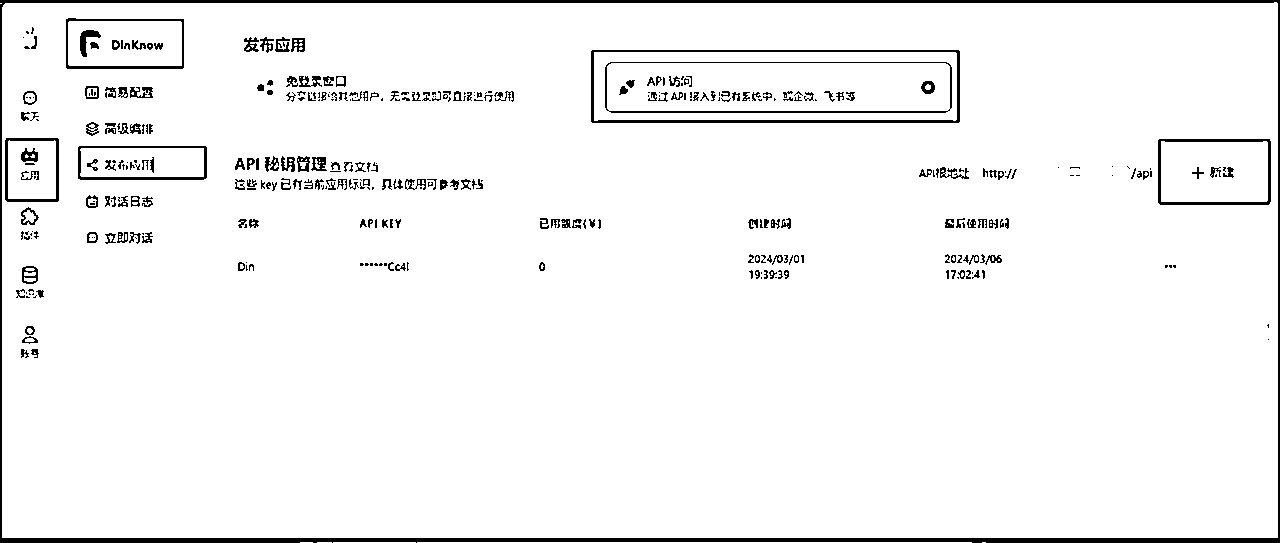 DinKnow
聊天
应用
插件
知识库
账号
简易配置
高级编排
发布应用
对话日志
立即对话
发布应用
免登录窗口
分享链接给其他用户，无需登录即可直接进行使用
API 访问
通过 API 接入到已有系统中，或企微、飞书等
API 秘钥管理 查看文档
这些 key 已有当前应用标识，具体使用可参考文档
API根地址 http:// /api
+ 新建
名称 API KEY 已用额度(¥) 创建时间 最后使用时间
Din ******Cc4l 0 2024/03/01 19:39:39 2024/03/06 17:02:41 ···